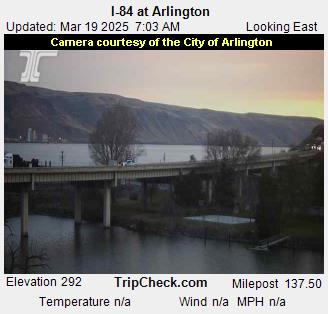 I-84 at Arlington
Updated: Mar 19 2025 7:03 AM Looking East
Camera courtesy of the City of Arlington
Elevation 292 TripCheck.com Milepost 137.50
Temperature n/a Wind n/a MPH n/a